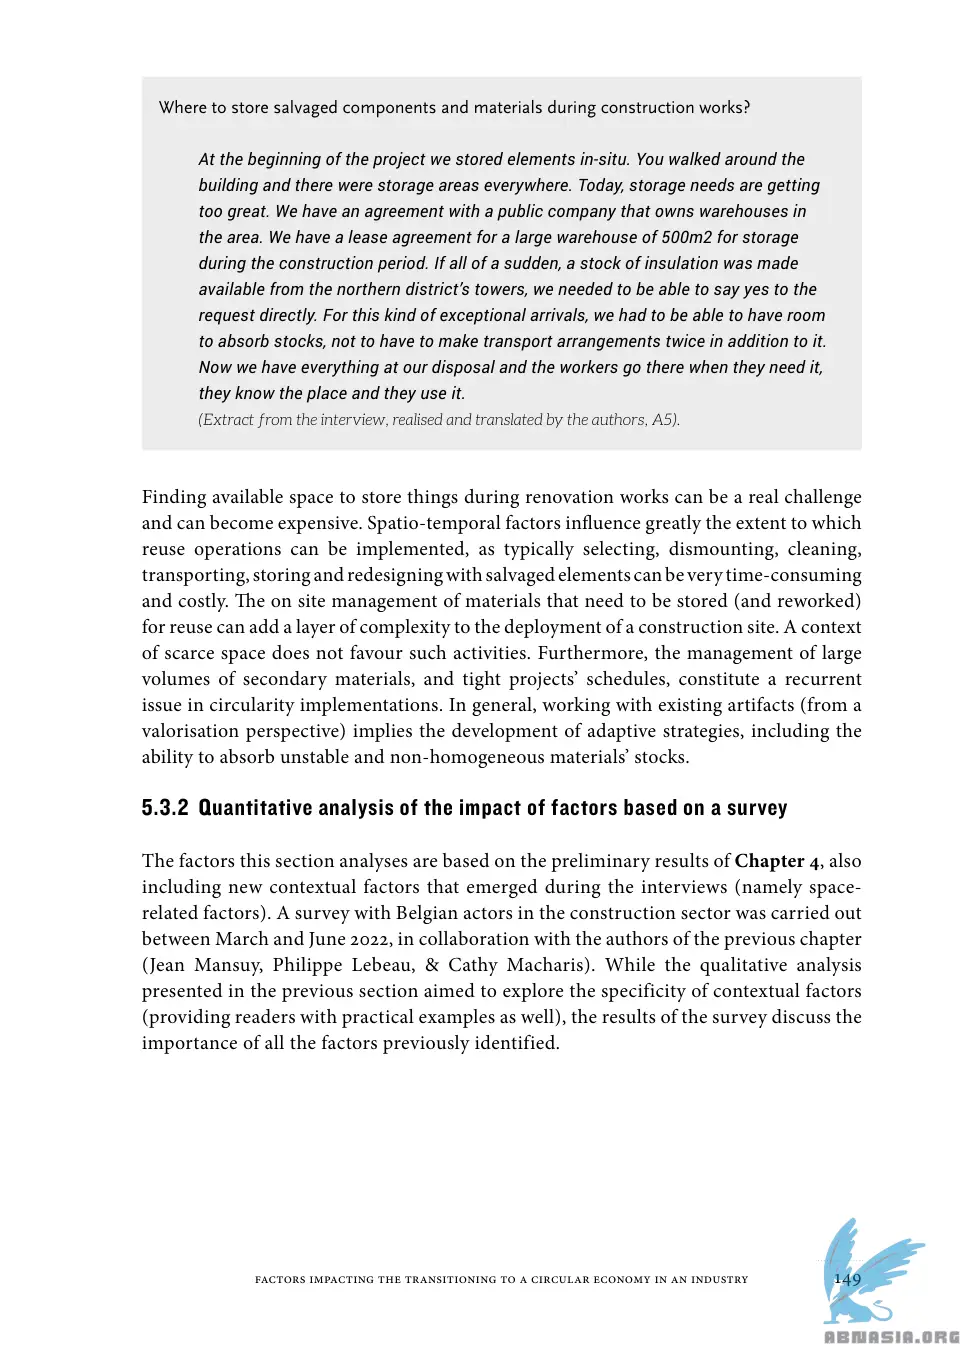 Where to store salvaged components and materials during construction works?
At the beginning of the project we stored elements in-situ. You walked around the
building and there were storage areas everywhere. Today, storage needs are getting
too great. We have an agreement with a public company that owns warehouses in
the area. We have a lease agreement for a large warehouse of 500m2 for storage
during the construction period. If all of a sudden, a stock of insulation was made
available from the northern district's towers, we needed to be able to say yes to the
request directly. For this kind of exceptional arrivals, we had to be able to have room
to absorb stocks, not to have to make transport arrangements twice in addition to it.
Now we have everything at our disposal and the workers go there when they need it,
they know the place and they use it.
(Extract from the interview, realised and translated by the authors, A5).
Finding available space to store things during renovation works can be a real challenge
and can become expensive. Spatio-temporal factors influence greatly the extent to which
reuse operations can be implemented, as typically selecting, dismounting, cleaning,
transporting, storing and redesigning with salvaged elements can be very time-consuming
and costly. The on site management of materials that need to be stored (and reworked)
for reuse can add a layer of complexity to the deployment of a construction site. A context
of scarce space does not favour such activities. Furthermore, the management of large
volumes of secondary materials, and tight projects' schedules, constitute a recurrent
issue in circularity implementations. In general, working with existing artifacts (from a
valorisation perspective) implies the development of adaptive strategies, including the
ability to absorb unstable and non-homogeneous materials' stocks.
5.3.2 Quantitative analysis of the impact of factors based on a survey
The factors this section analyses are based on the preliminary results of Chapter 4, also
including new contextual factors that emerged during the interviews (namely space-
related factors). A survey with Belgian actors in the construction sector was carried out
between March and June 2022, in collaboration with the authors of the previous chapter
(Jean Mansuy, Philippe Lebeau, & Cathy Macharis). While the qualitative analysis
presented in the previous section aimed to explore the specificity of contextual factors
(providing readers with practical examples as well), the results of the survey discuss the
importance of all the factors previously identified.
FACTORS IMPACTING THE TRANSITIONING TO A CIRCULAR ECONOMY IN AN INDUSTRY 149
ABNASIA.ORG